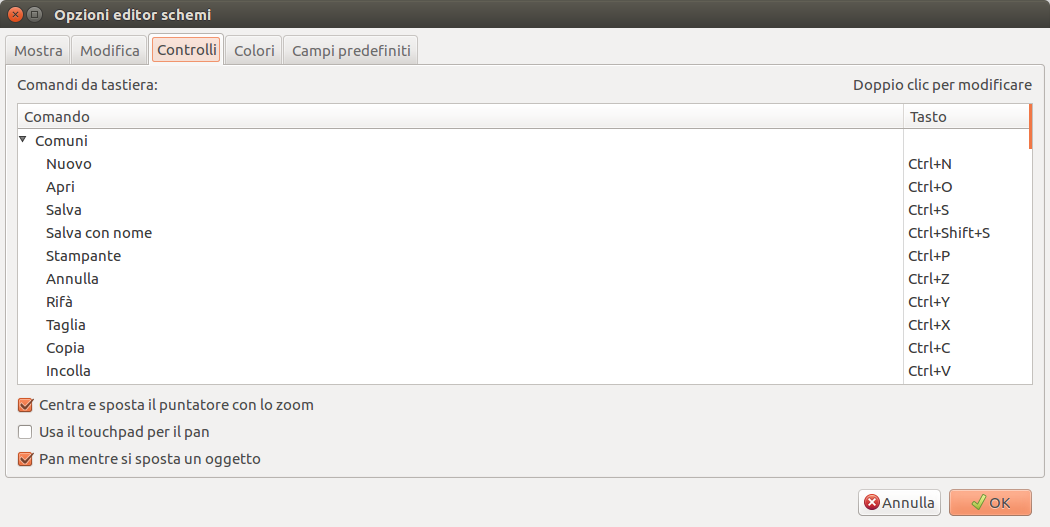 Opzioni editor schemi
Mostra Modifica Controlli Colori Campi predefiniti
Comandi da tastiera: Doppio clic per modificare
Comando Tasto
Comuni
Nuovo Ctrl+N
Apri Ctrl+O
Salva Ctrl+S
Salva con nome Ctrl+Shift+S
Stampante Ctrl+P
Annulla Ctrl+Z
Rifà Ctrl+Y
Taglia Ctrl+X
Copia Ctrl+C
Incolla Ctrl+V
Centra e sposta il puntatore con lo zoom
Usa il touchpad per il pan
Pan mentre si sposta un oggetto
Annulla OK